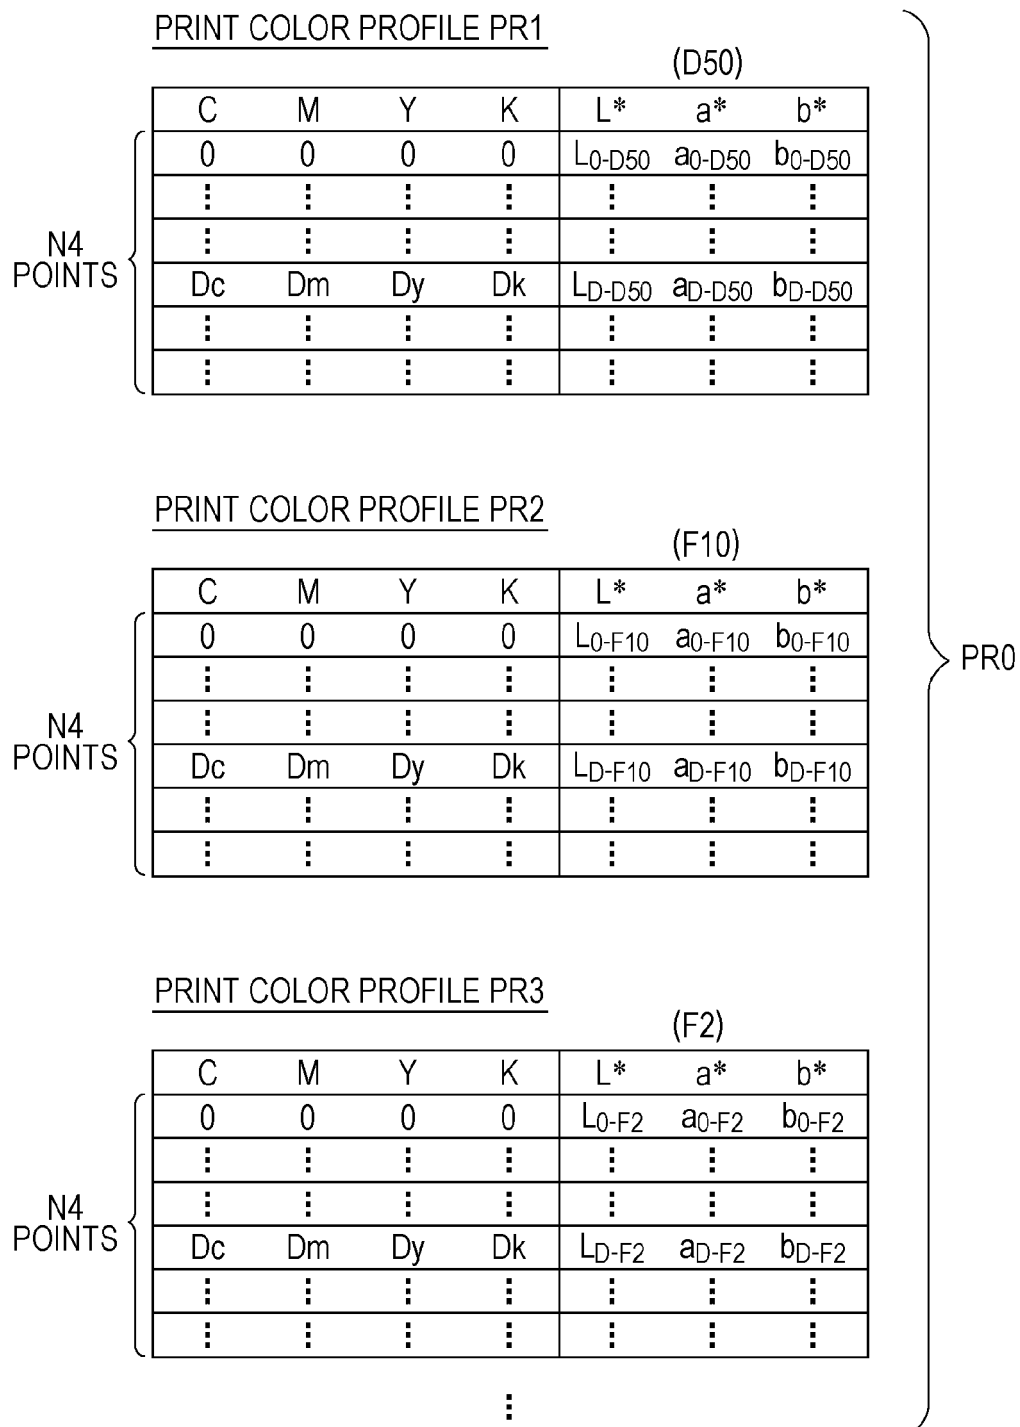 PRINT COLOR PROFILE PR1
(D50)
C M Y K L* a* b*
0 0 0 0 L0-D50 a0-D50 b0-D50
⋮ ⋮ ⋮ ⋮ ⋮ ⋮ ⋮
⋮ ⋮ ⋮ ⋮ ⋮ ⋮ ⋮
N4
POINTS
Dc Dm Dy Dk LD-D50 aD-D50 bD-D50
⋮ ⋮ ⋮ ⋮ ⋮ ⋮ ⋮
⋮ ⋮ ⋮ ⋮ ⋮ ⋮ ⋮
PRINT COLOR PROFILE PR2
(F10)
C M Y K L* a* b*
0 0 0 0 L0-F10 a0-F10 b0-F10
PR0
⋮ ⋮ ⋮ ⋮ ⋮ ⋮ ⋮
⋮ ⋮ ⋮ ⋮ ⋮ ⋮ ⋮
N4
POINTS
Dc Dm Dy Dk LD-F10 aD-F10 bD-F10
⋮ ⋮ ⋮ ⋮ ⋮ ⋮ ⋮
⋮ ⋮ ⋮ ⋮ ⋮ ⋮ ⋮
PRINT COLOR PROFILE PR3
(F2)
C M Y K L* a* b*
0 0 0 0 L0-F2 a0-F2 b0-F2
⋮ ⋮ ⋮ ⋮ ⋮ ⋮ ⋮
⋮ ⋮ ⋮ ⋮ ⋮ ⋮ ⋮
N4
POINTS
Dc Dm Dy Dk LD-F2 aD-F2 bD-F2
⋮ ⋮ ⋮ ⋮ ⋮ ⋮ ⋮
⋮ ⋮ ⋮ ⋮ ⋮ ⋮ ⋮
⋮